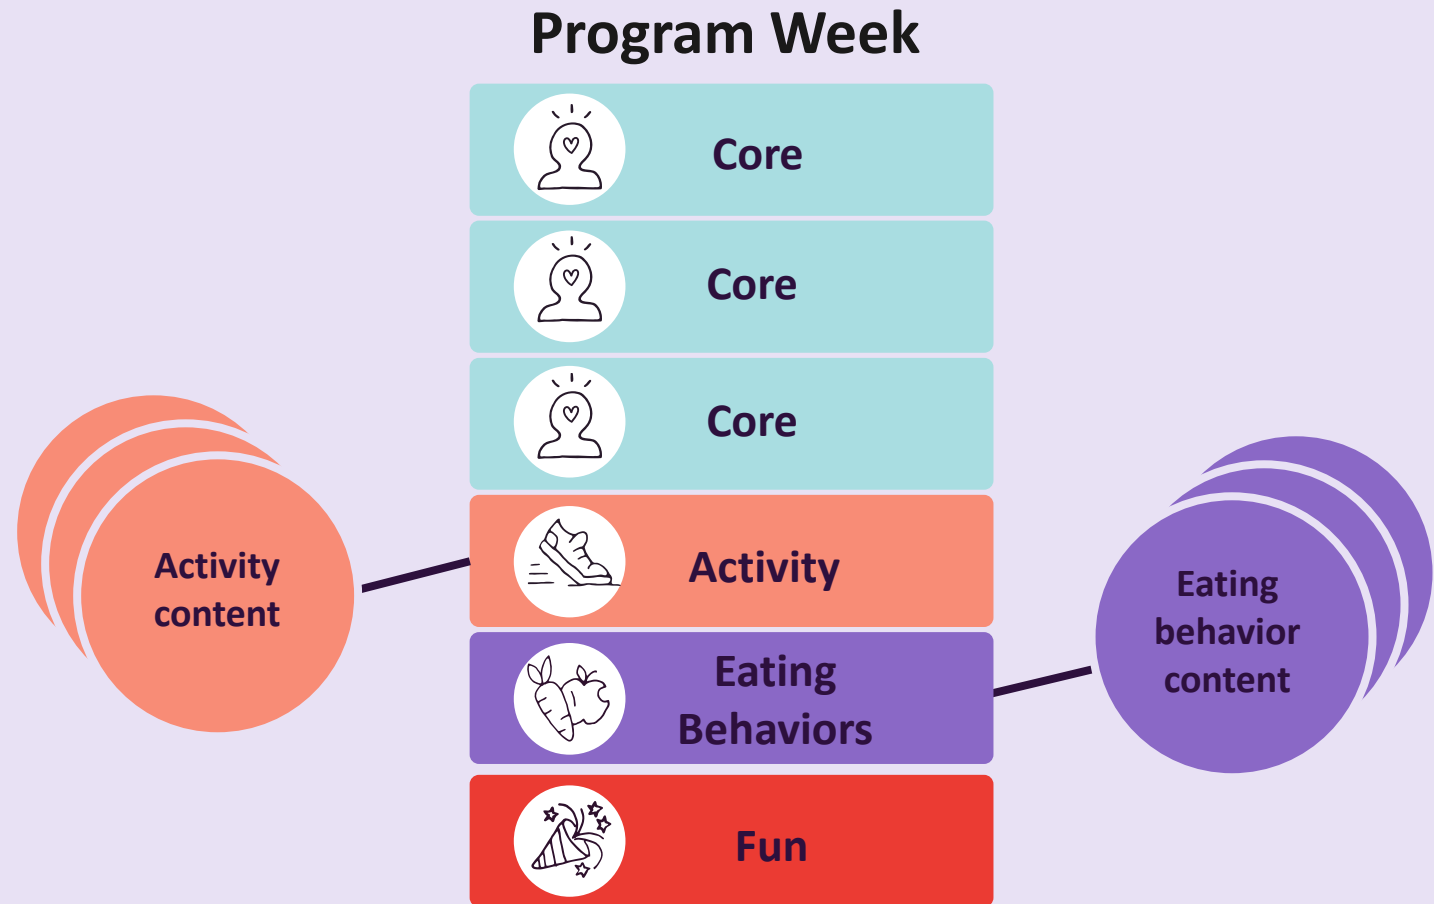 Program Week
Core
Core
Core
Activity
Eating
Behaviors
Fun
Activity
content
Eating
behavior
content